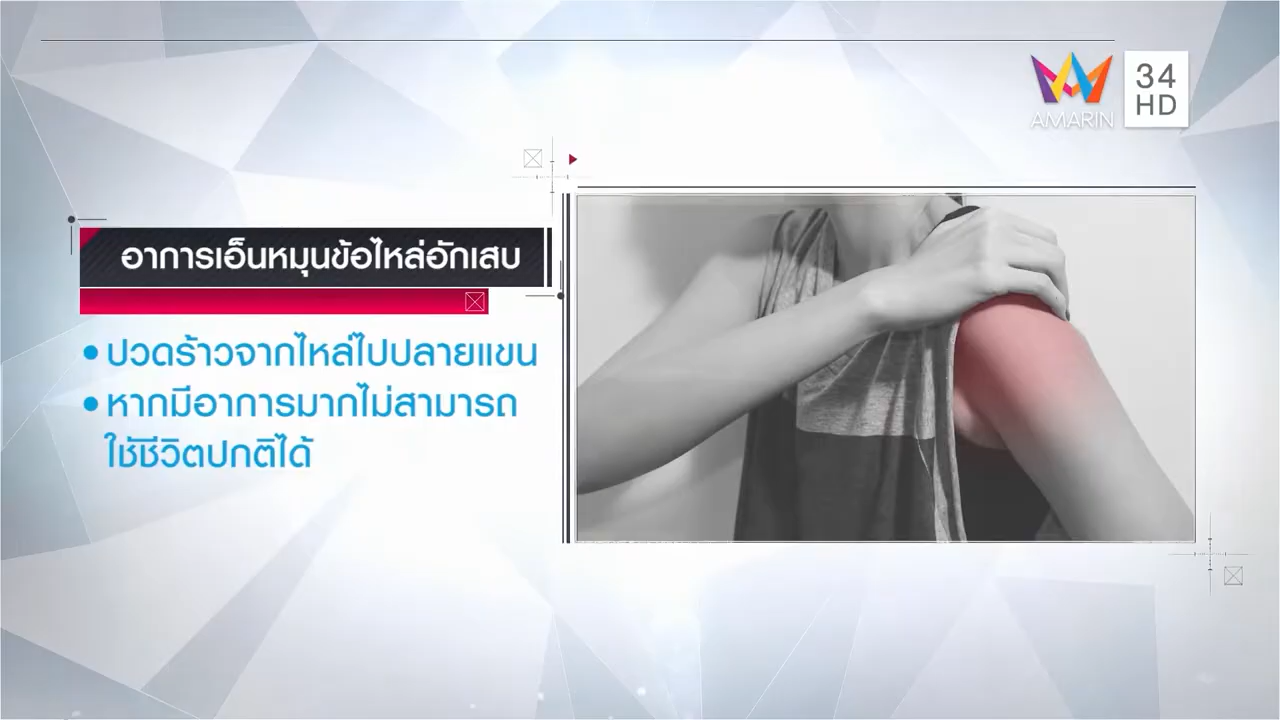 AMARIN
34
HD
อาการเอ็นหมุนข้อไหล่อักเสบ
• ปวดร้าวจากไหล่ไปปลายแขน
• หากมีอาการมากไม่สามารถ
ใช้ชีวิตปกติได้